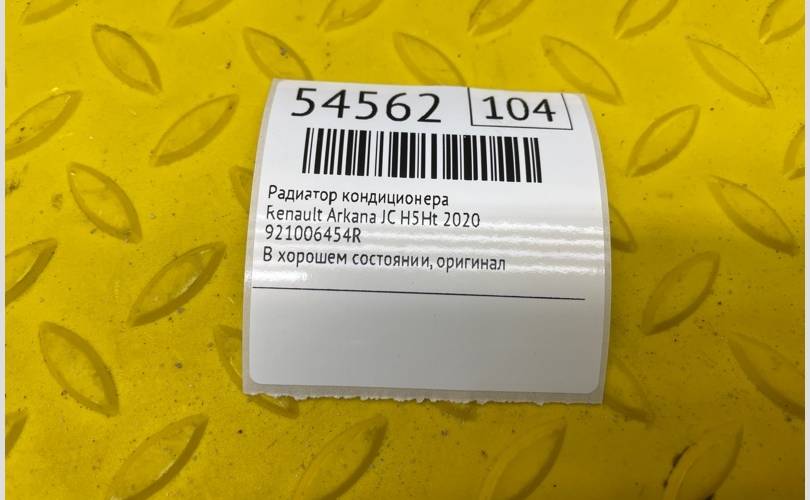 54562 104
Радиатор кондиционера
Renault Arkana JC H5Ht 2020
921006454R
В хорошем состоянии, оригинал